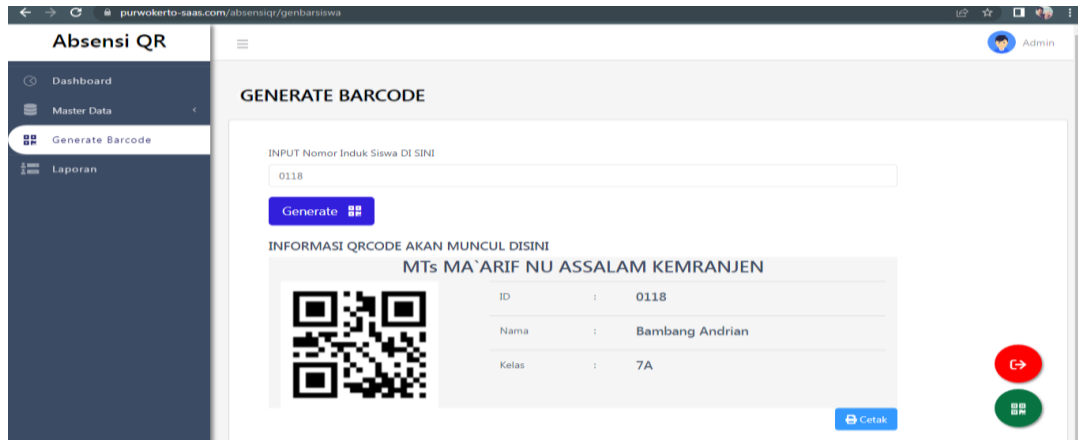 purwokerto-saas.com/absensiqr/genbarsiswa
Absensi QR
Admin
Dashboard
Master Data
Generate Barcode
Laporan
GENERATE BARCODE
INPUT Nomor Induk Siswa DI SINI
0118
Generate
INFORMASI QRCODE AKAN MUNCUL DISINI
MTs MA`ARIF NU ASSALAM KEMRANJEN
ID : 0118
Nama : Bambang Andrian
Kelas : 7A
Cetak